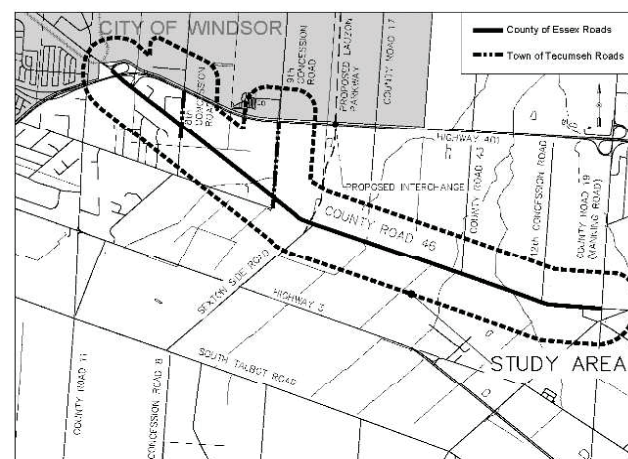 CITY OF WINDSOR
County of Essex Roads
Town of Tecumseh Roads
8th
CONCESSION
ROAD
9th
CONCESSION
ROAD
PROPOSED LAUZON
PARKWAY
COUNTY ROAD 17
HIGHWAY 401
PROPOSED INTERCHANGE
COUNTY ROAD 43
12th CONCESSION ROAD
COUNTY ROAD 19
(MANNING ROAD)
COUNTY ROAD 46
SEXTON SIDE ROAD
HIGHWAY 3
STUDY AREA
SOUTH TALBOT ROAD
COUNTY ROAD 11
CONCESSION ROAD 8